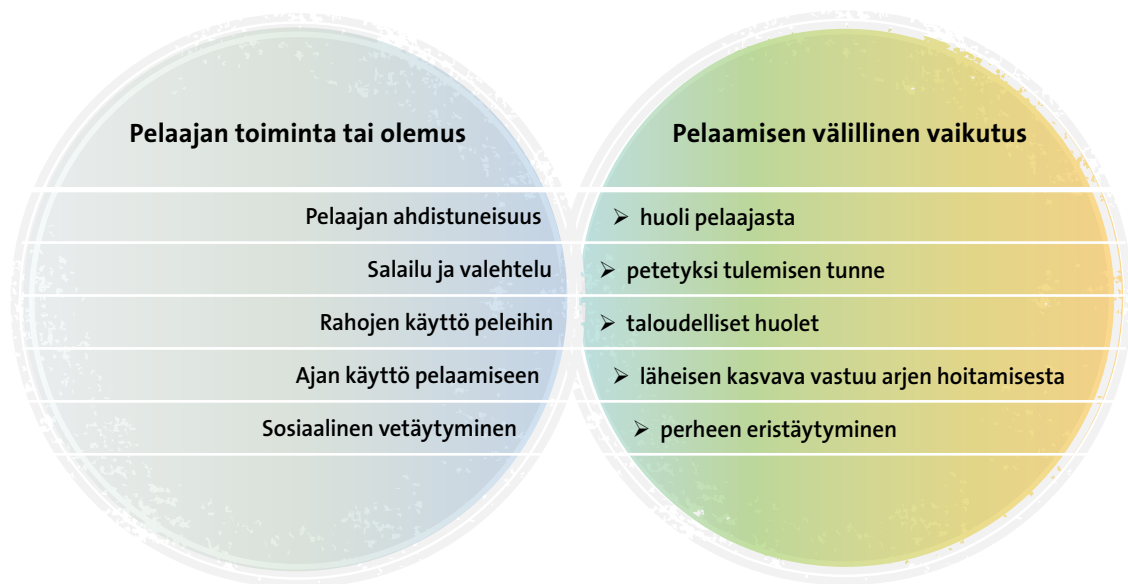 Pelaajan toiminta tai olemus
Pelaamisen välillinen vaikutus
Pelaajan ahdistuneisuus
➢ huoli pelaajasta
Salailu ja valehtelu
➢ petetyksi tulemisen tunne
Rahojen käyttö peleihin
➢ taloudelliset huolet
Ajan käyttö pelaamiseen
➢ läheisen kasvava vastuu arjen hoitamisesta
Sosiaalinen vetäytyminen
➢ perheen eristäytyminen